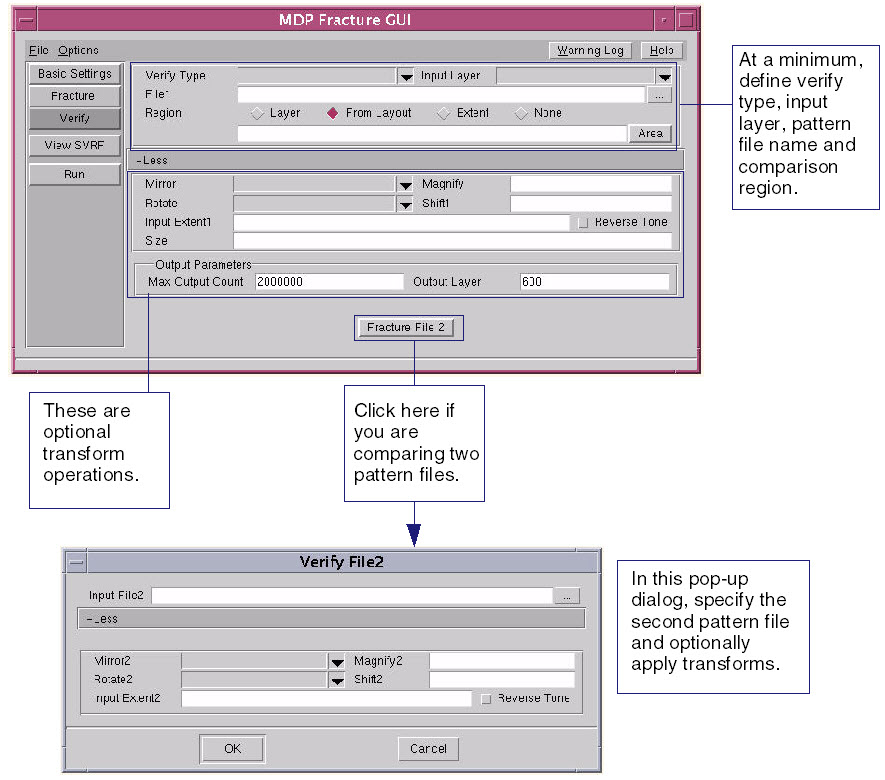 MDP Fracture GUI
File Options Warning Log Help
Basic Settings
Fracture
Verify
View SVRF
Run
Verify Type Input Layer
File1 ...
Region Layer From Layout Extent None
Area
-Less
Mirror Magnify
Rotate Shift1
Input Extent1 Reverse Tone
Size
Output Parameters
Max Output Count 2000000 Output Layer 600
Fracture File 2
At a minimum,
define verify
type, input
layer, pattern
file name and
comparison
region.
These are
optional
transform
operations.
Click here if
you are
comparing two
pattern files.
Verify File2
Input File2 ...
-Less
Mirror2 Magnify2
Rotate2 Shift2
Input Extent2 Reverse Tone
OK Cancel
In this pop-up
dialog, specify the
second pattern file
and optionally
apply transforms.